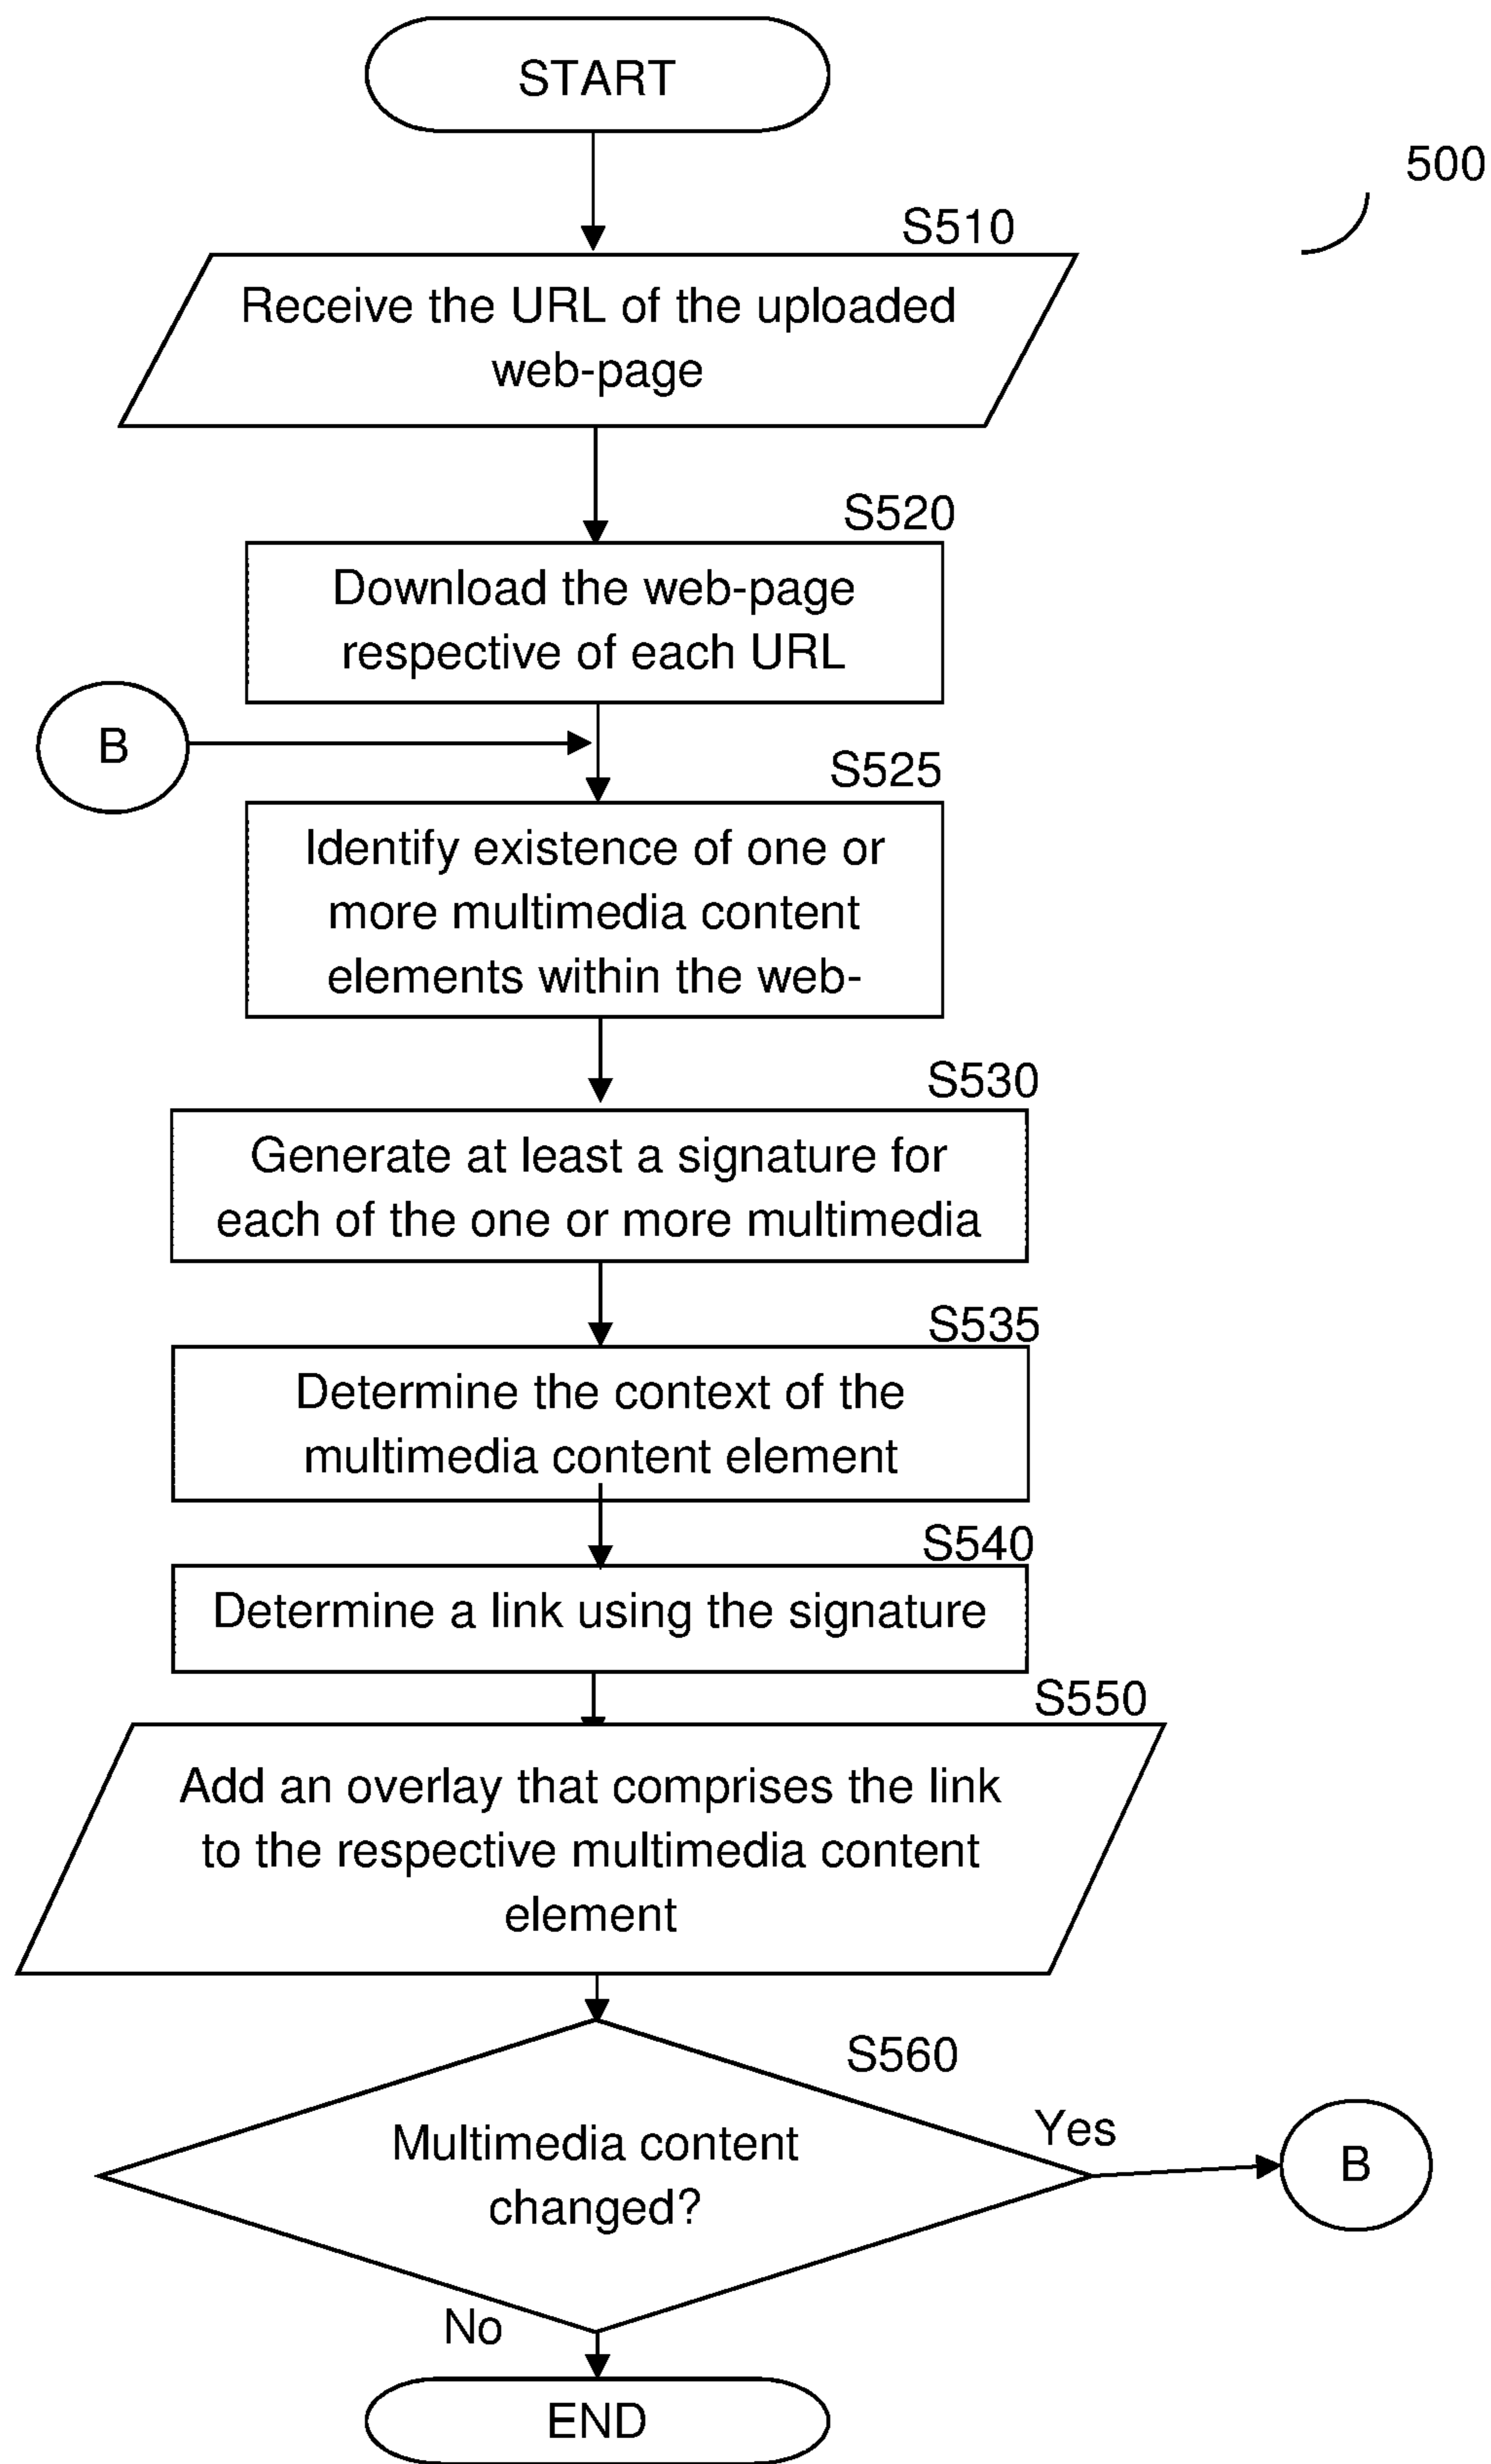 START
500
S510
Receive the URL of the uploaded
web-page
S520
Download the web-page
respective of each URL
B
S525
Identify existence of one or
more multimedia content
elements within the web-
S530
Generate at least a signature for
each of the one or more multimedia
S535
Determine the context of the
multimedia content element
S540
Determine a link using the signature
S550
Add an overlay that comprises the link
to the respective multimedia content
element
S560
Multimedia content
changed?
Yes
B
No
END